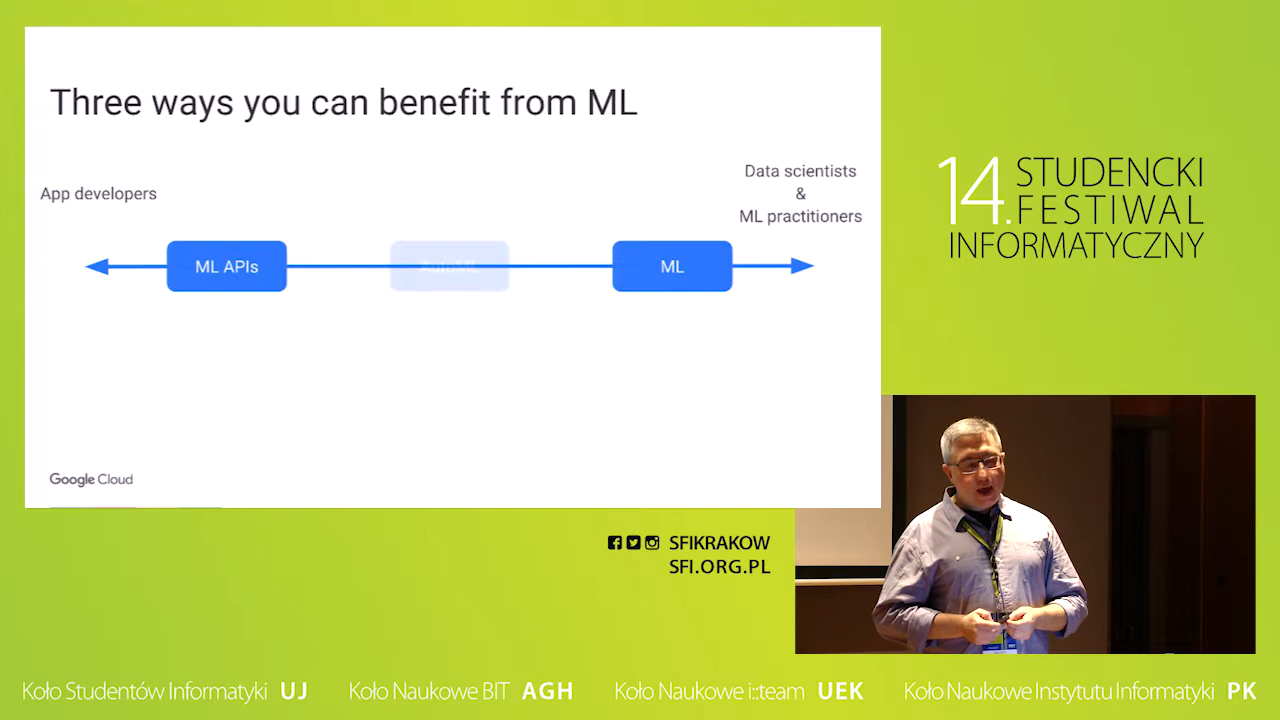 Three ways you can benefit from ML
App developers
Data scientists
&
ML practitioners
ML APIs
AutoML
ML
Google Cloud
14. STUDENCKI
FESTIWAL
INFORMATYCZNY
SFIKRAKOW
SFI.ORG.PL
Koło Studentów Informatyki UJ
Koło Naukowe BIT AGH
Koło Naukowe i::team UEK
Koło Naukowe Instytutu Informatyki PK